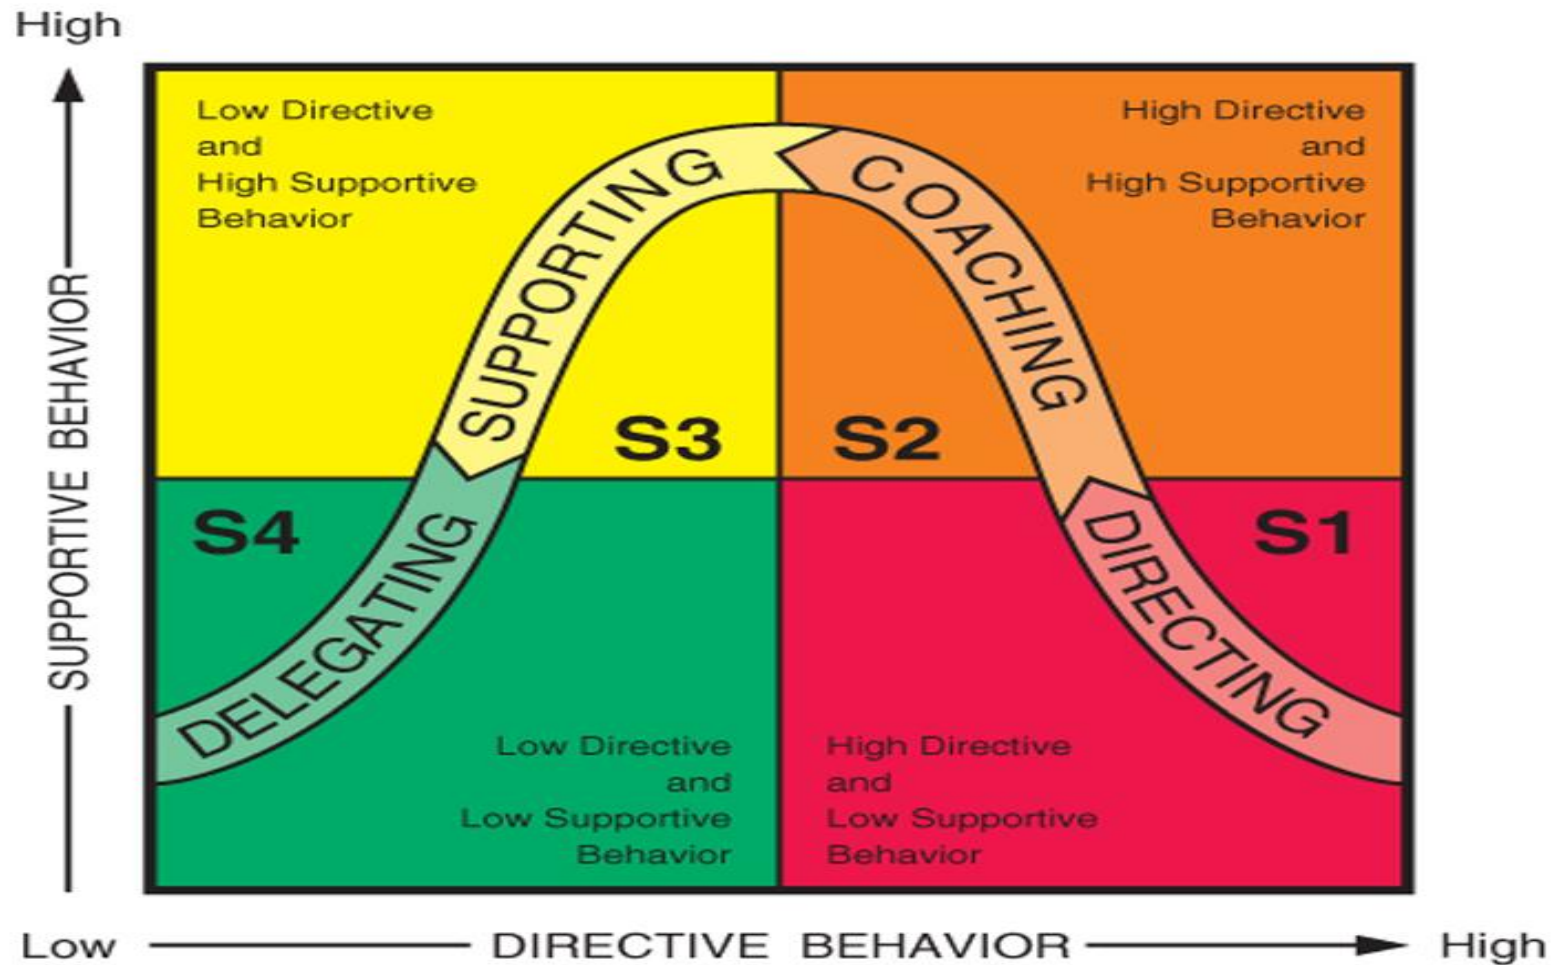 High
Low Directive
and
High Supportive
Behavior
High Directive
and
High Supportive
Behavior
SUPPORTING
COACHING
SUPPORTIVE BEHAVIOR
S3
S2
S4
S1
DELEGATING
DIRECTING
Low Directive
and
Low Supportive
Behavior
High Directive
and
Low Supportive
Behavior
Low
DIRECTIVE BEHAVIOR
High